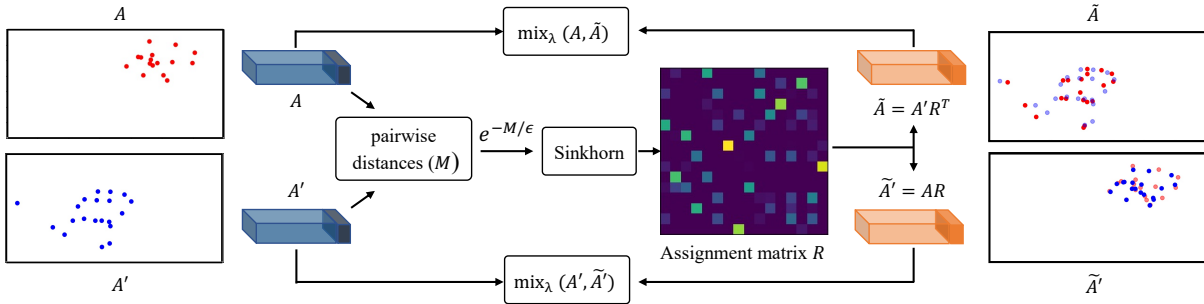 A
mix_λ (A, Ã)
Ã
A
Ã = A′R^T
pairwise
distances (M)
e^{−M/ϵ}
Sinkhorn
A′
Ã′ = AR
Assignment matrix R
A′
mix_λ (A′, Ã′)
Ã′